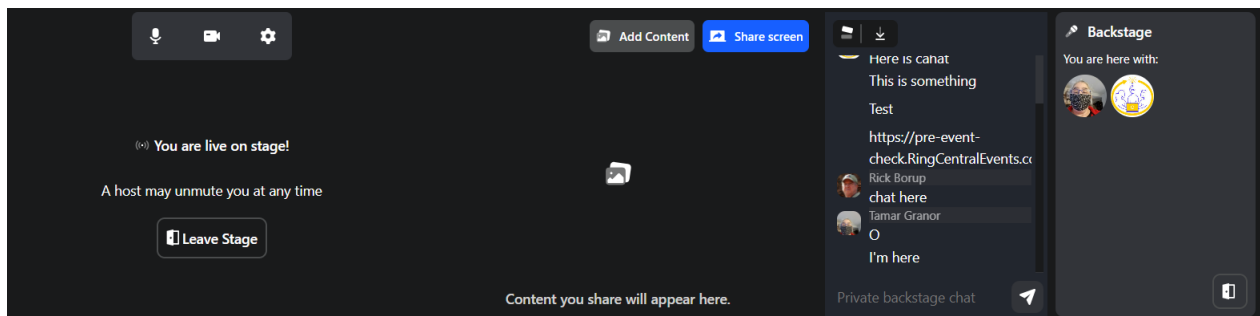 Add Content
Share screen
You are live on stage!
A host may unmute you at any time
Leave Stage
Content you share will appear here.
Here is cahat
This is something
Test
https://pre-event-
check.RingCentralEvents.co
Rick Borup
chat here
Tamar Granor
O
I'm here
Private backstage chat
Backstage
You are here with: